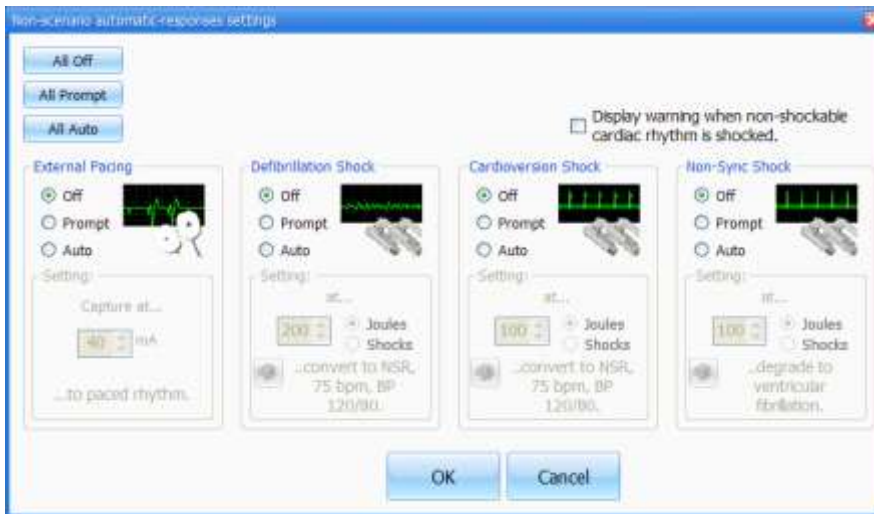 Non-scenario automatic-responses settings
All Off
All Prompt
All Auto
Display warning when non-shockable
cardiac rhythm is shocked.
External Pacing
Off
Prompt
Auto
Setting:
Capture at...
40 mA
...to paced rhythm.
Defibrillation Shock
Off
Prompt
Auto
Setting:
at...
200
Joules
Shocks
...convert to NSR,
75 bpm, BP
120/80.
Cardioversion Shock
Off
Prompt
Auto
Setting:
at...
100
Joules
Shocks
...convert to NSR,
75 bpm, BP
120/80.
Non-Sync Shock
Off
Prompt
Auto
Setting:
at...
100
Joules
Shocks
...degrade to
ventricular
fibrillation.
OK
Cancel